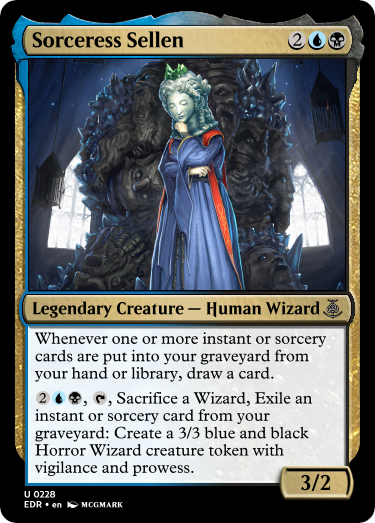 Sorceress Sellen 2
Legendary Creature — Human Wizard
Whenever one or more instant or sorcery
cards are put into your graveyard from
your hand or library, draw a card.
2, , Sacrifice a Wizard, Exile an
instant or sorcery card from your
graveyard: Create a 3/3 blue and black
Horror Wizard creature token with
vigilance and prowess.
3/2
U 0228
EDR • en MCGMARK